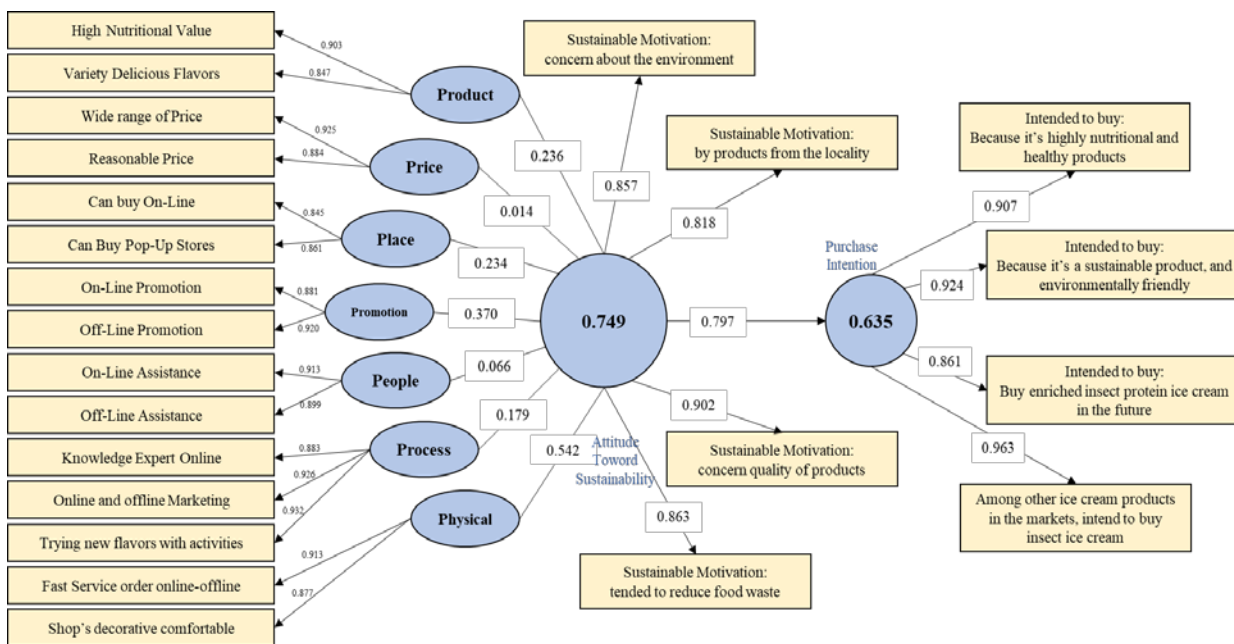 High Nutritional Value
Variety Delicious Flavors
Wide range of Price
Reasonable Price
Can buy On-Line
Can Buy Pop-Up Stores
On-Line Promotion
Off-Line Promotion
On-Line Assistance
Off-Line Assistance
Knowledge Expert Online
Online and offline Marketing
Trying new flavors with activities
Fast Service order online-offline
Shop's decorative comfortable
0.903
0.847
0.925
0.884
0.845
0.861
0.881
0.920
0.913
0.899
0.883
0.926
0.932
0.913
0.877
Product
Price
Place
Promotion
People
Process
Physical
0.236
0.014
0.234
0.370
0.066
0.179
0.542
0.749
Attitude
Toward
Sustainability
Sustainable Motivation:
concern about the environment
0.857
Sustainable Motivation:
by products from the locality
0.818
0.797
0.902
Sustainable Motivation:
concern quality of products
0.863
Sustainable Motivation:
tended to reduce food waste
Purchase
Intention
0.635
0.907
0.924
0.861
0.963
Intended to buy:
Because it's highly nutritional and
healthy products
Intended to buy:
Because it's a sustainable product, and
environmentally friendly
Intended to buy:
Buy enriched insect protein ice cream
in the future
Among other ice cream products
in the markets, intend to buy
insect ice cream